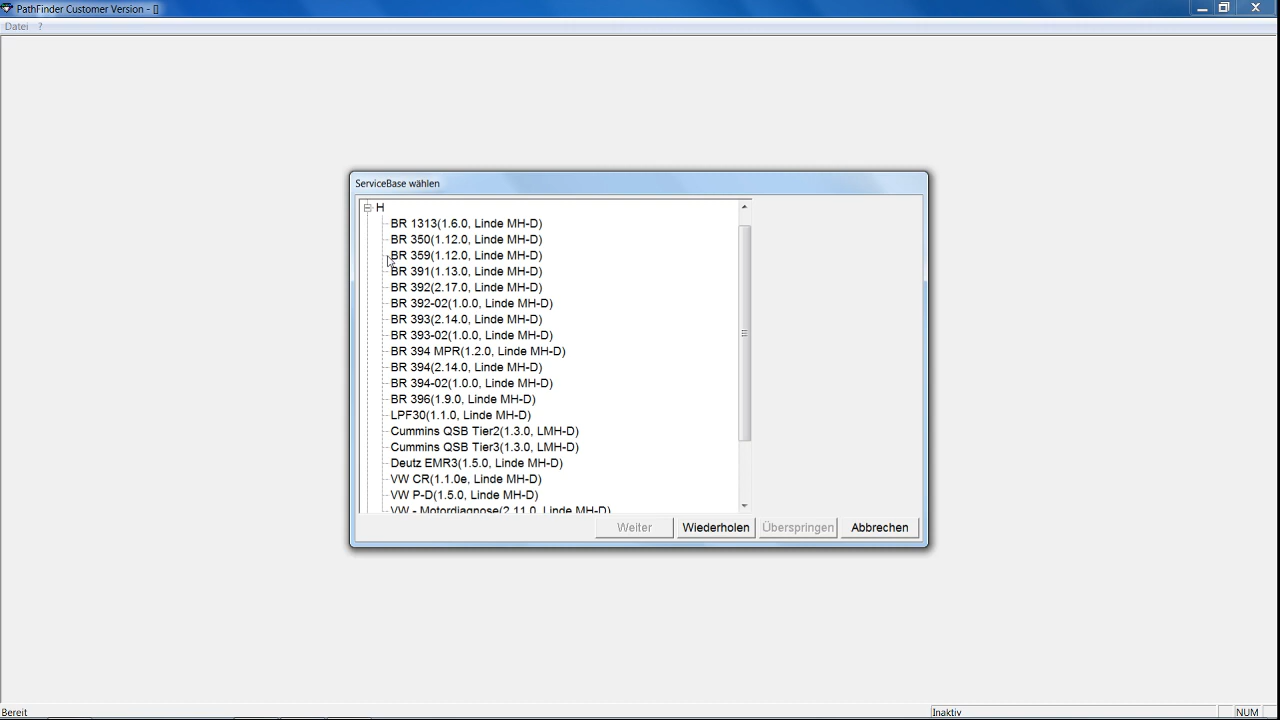 PathFinder Customer Version - []
Datei ?
ServiceBase wählen
H
BR 1313(1.6.0, Linde MH-D)
BR 350(1.12.0, Linde MH-D)
BR 359(1.12.0, Linde MH-D)
BR 391(1.13.0, Linde MH-D)
BR 392(2.17.0, Linde MH-D)
BR 392-02(1.0.0, Linde MH-D)
BR 393(2.14.0, Linde MH-D)
BR 393-02(1.0.0, Linde MH-D)
BR 394 MPR(1.2.0, Linde MH-D)
BR 394(2.14.0, Linde MH-D)
BR 394-02(1.0.0, Linde MH-D)
BR 396(1.9.0, Linde MH-D)
LPF30(1.1.0, Linde MH-D)
Cummins QSB Tier2(1.3.0, LMH-D)
Cummins QSB Tier3(1.3.0, LMH-D)
Deutz EMR3(1.5.0, Linde MH-D)
VW CR(1.1.0e, Linde MH-D)
VW P-D(1.5.0, Linde MH-D)
VW - Motordiagnose(2.11.0, Linde MH-D)
Weiter Wiederholen Überspringen Abbrechen
Bereit Inaktiv NUM